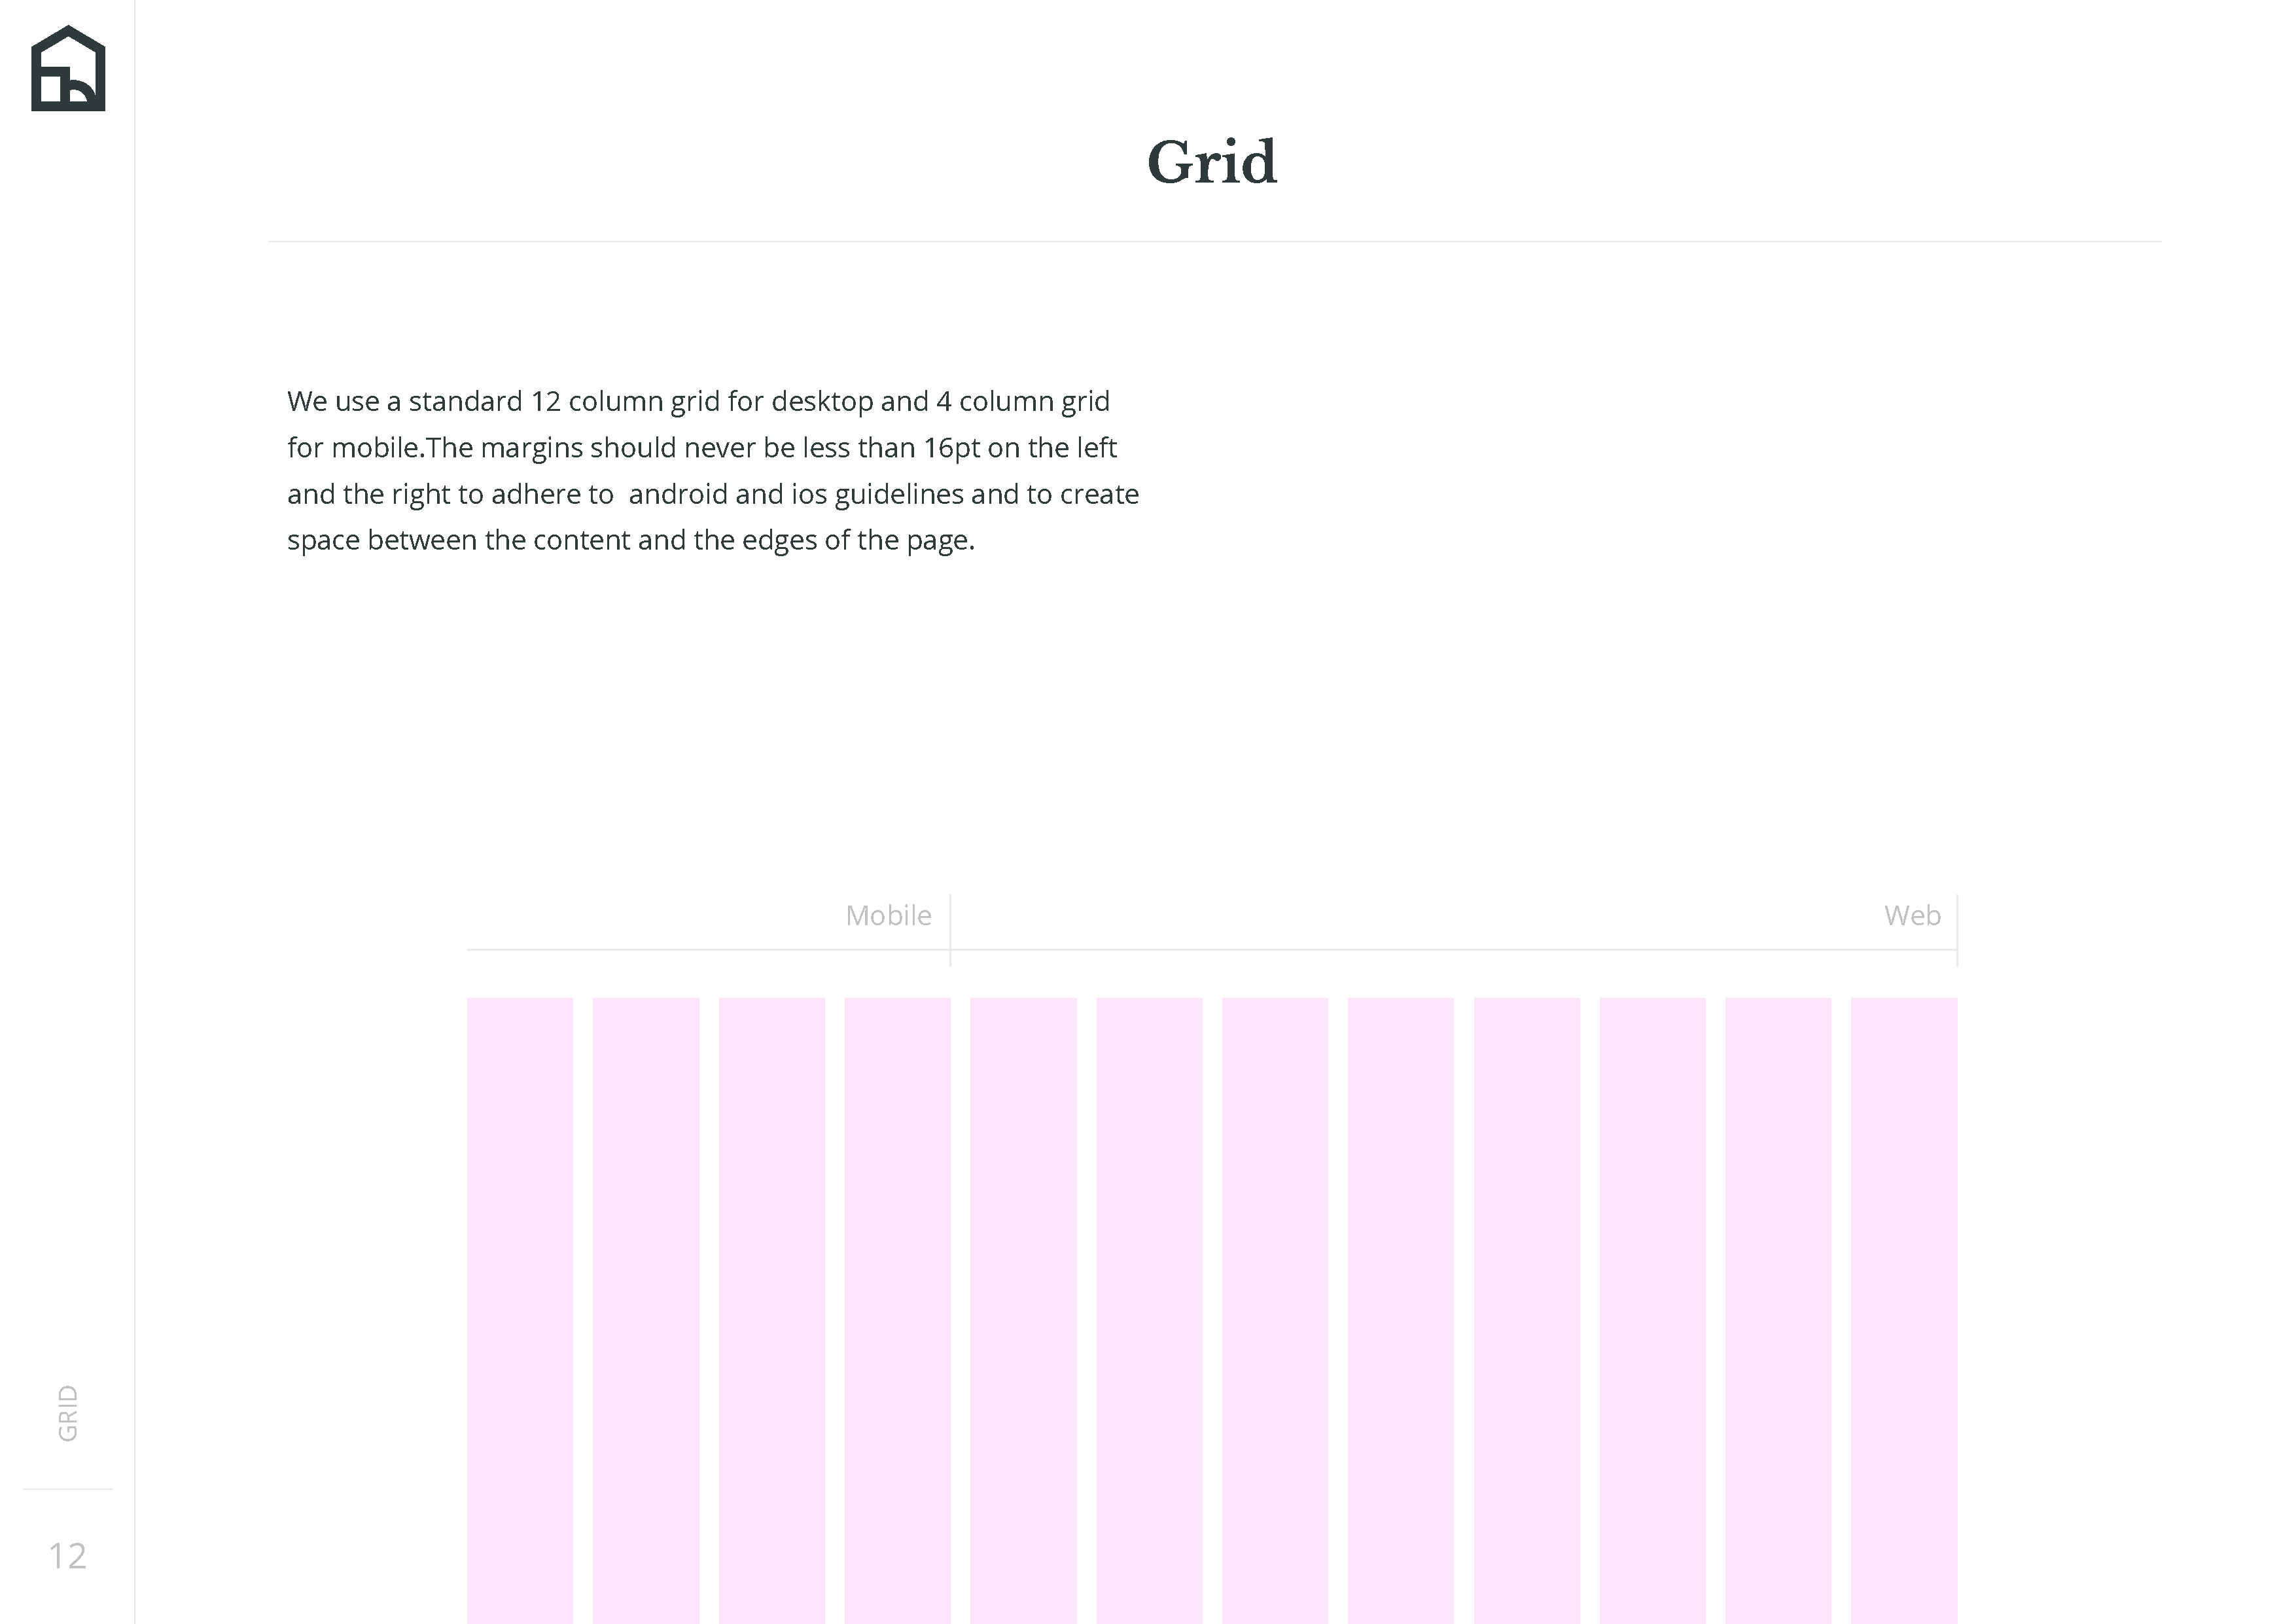 Grid
We use a standard 12 column grid for desktop and 4 column grid
for mobile.The margins should never be less than 16pt on the left
and the right to adhere to  android and ios guidelines and to create
space between the content and the edges of the page.
Mobile
Web
GRID
12